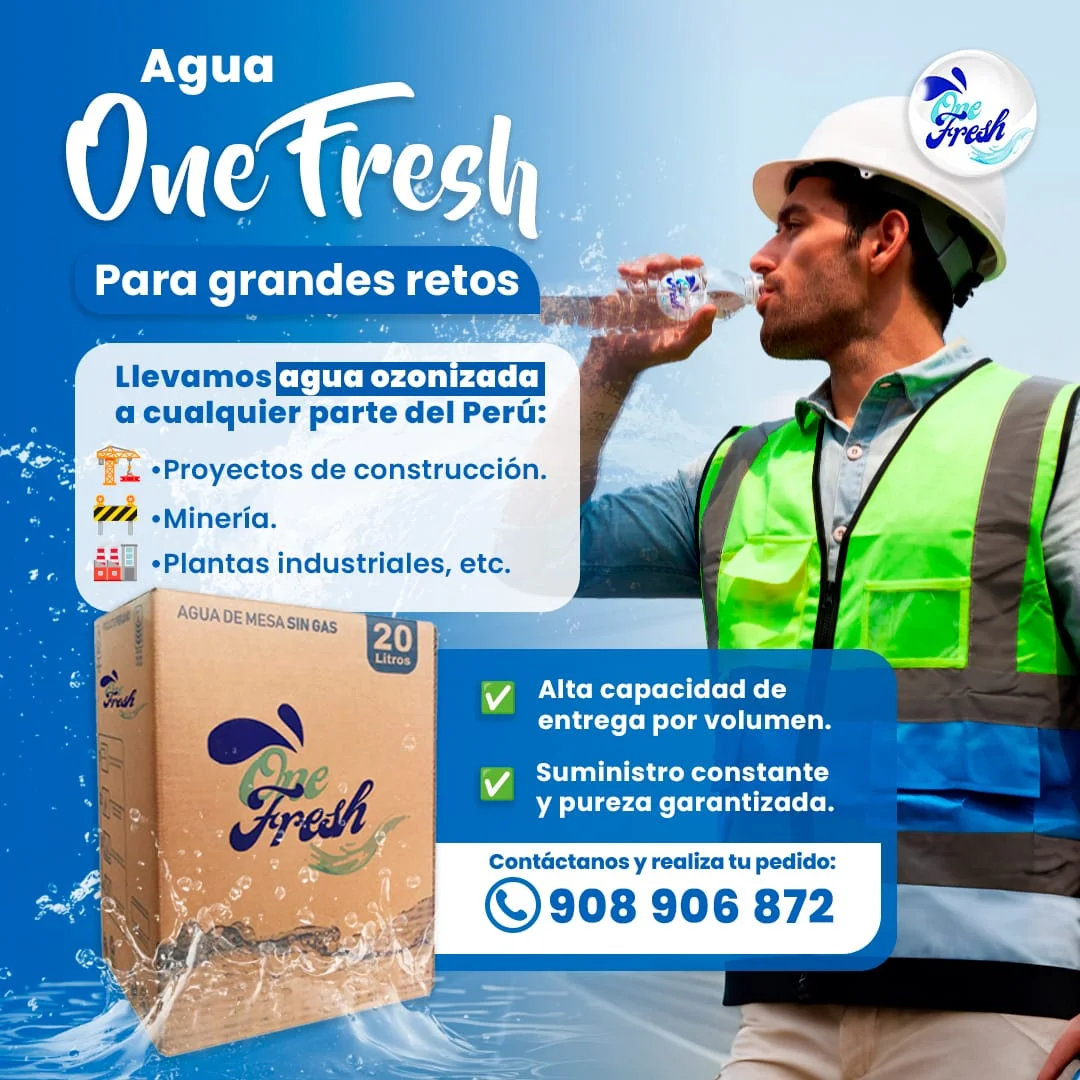 Agua
One Fresh
One
Fresh
Para grandes retos
One
Fresh
Llevamos agua ozonizada
a cualquier parte del Perú:
•Proyectos de construcción.
•Minería.
•Plantas industriales, etc.
AGUA DE MESA SIN GAS
20
Litros
One
Fresh
One
Fresh
Alta capacidad de
entrega por volumen.
Suministro constante
y pureza garantizada.
Contáctanos y realiza tu pedido:
908 906 872